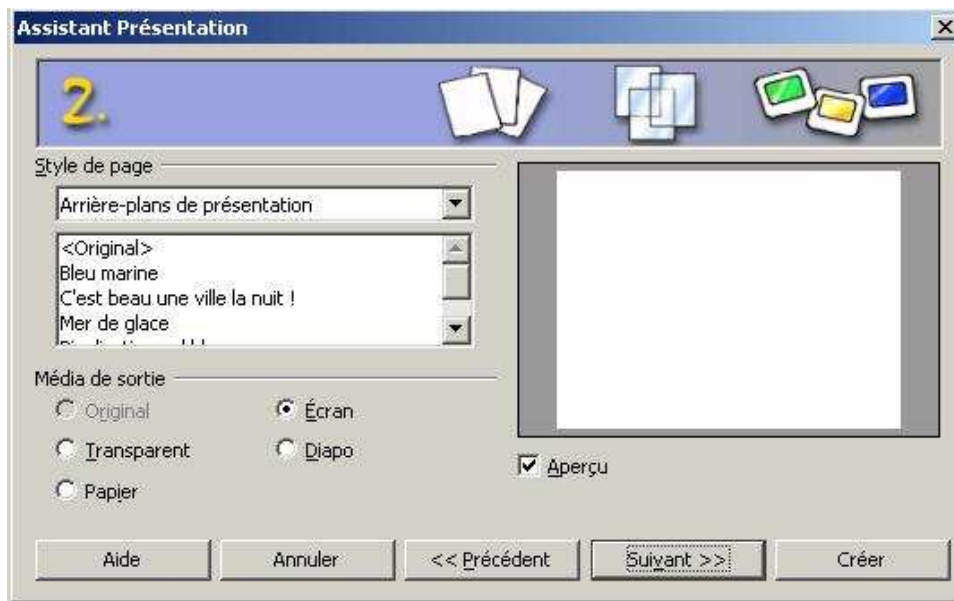 Assistant Présentation
2.
Style de page
Arrière-plans de présentation
<Original>
Bleu marine
C'est beau une ville la nuit !
Mer de glace
Média de sortie
Original
Écran
Transparent
Diapo
Papier
Aperçu
Aide
Annuler
<< Précédent
Suivant >>
Créer